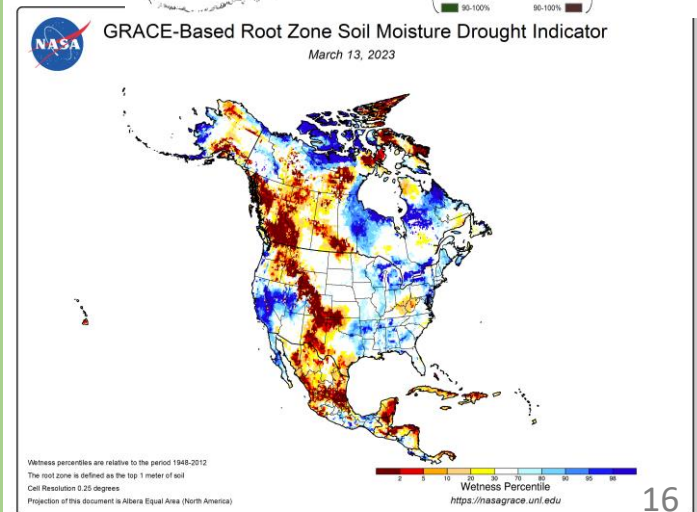 90-100% 90-100%
NASA
GRACE-Based Root Zone Soil Moisture Drought Indicator
March 13, 2023
Wetness percentiles are relative to the period 1948-2012
The root zone is defined as the top 1 meter of soil
Cell Resolution 0.25 degrees
Projection of this document is Albera Equal Area (North America)
2 5 10 20 30 70 80 90 95 98
Wetness Percentile
https://nasagrace.unl.edu
16